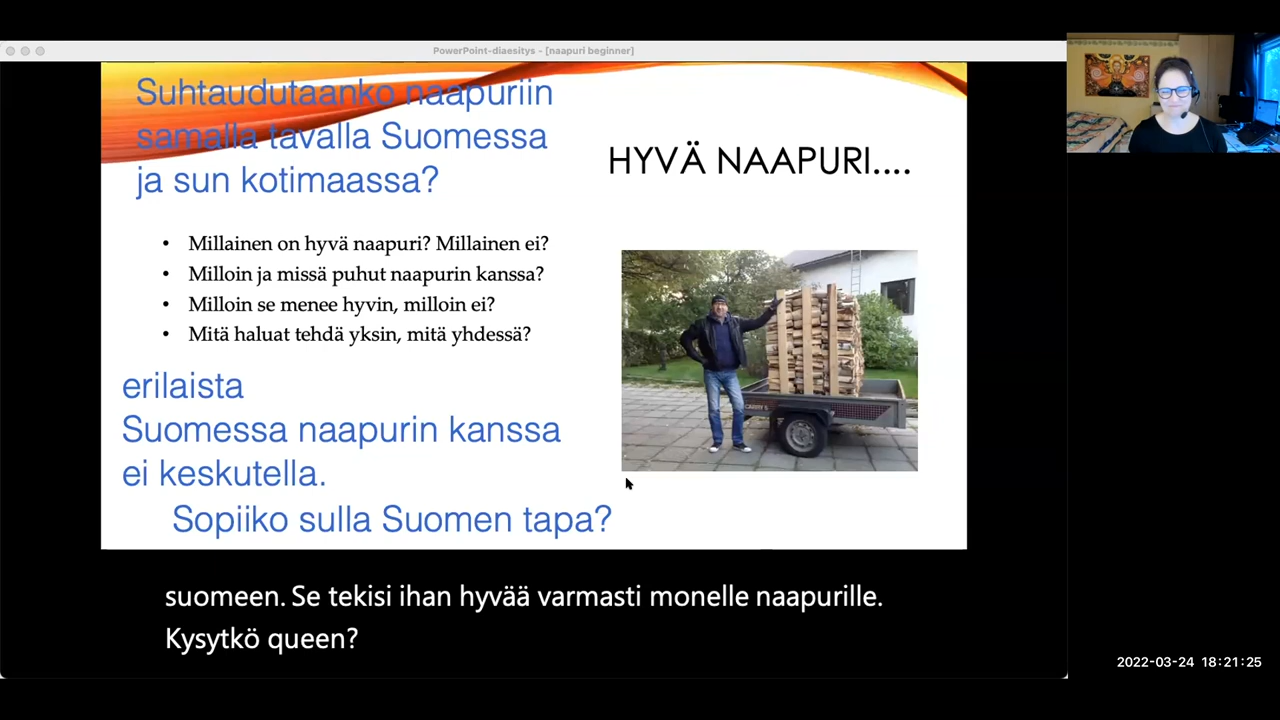 PowerPoint-diaesitys - [naapuri beginner]
Suhtaudutaanko naapuriin
samalla tavalla Suomessa
ja sun kotimaassa?
HYVÄ NAAPURI....
• Millainen on hyvä naapuri? Millainen ei?
• Milloin ja missä puhut naapurin kanssa?
• Milloin se menee hyvin, milloin ei?
• Mitä haluat tehdä yksin, mitä yhdessä?
erilaista
Suomessa naapurin kanssa
ei keskutella.
Sopiiko sulla Suomen tapa?
CARRY 5
suomeen. Se tekisi ihan hyvää varmasti monelle naapurille.
Kysytkö queen?
2022-03-24 18:21:25